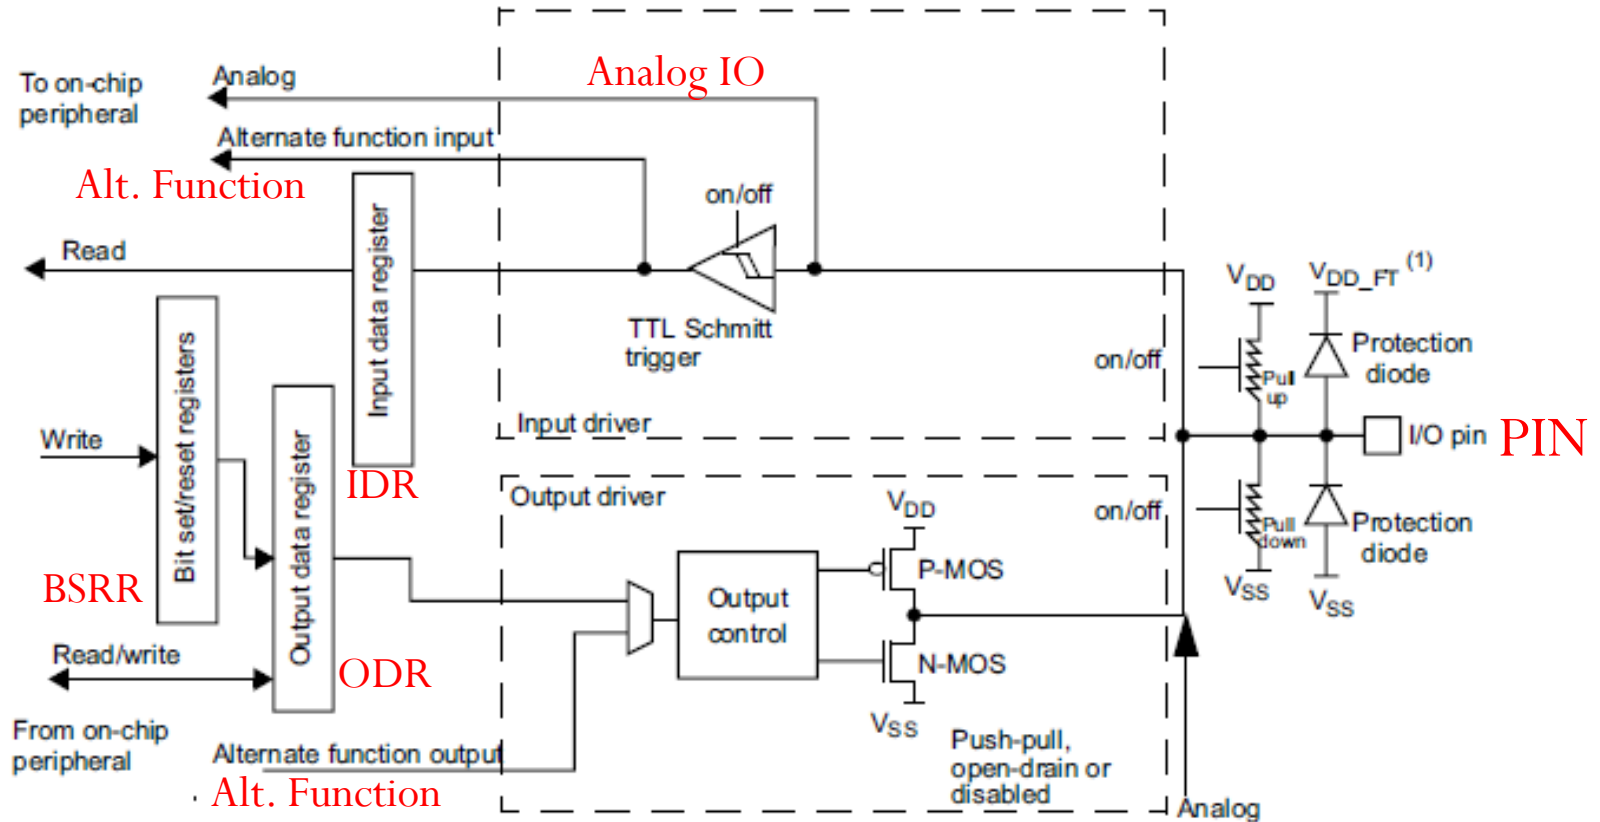 To on-chip
peripheral
Analog
Analog IO
Alternate function input
Alt. Function
on/off
Read
Input data register
TTL Schmitt
trigger
VDD
VDD_FT (1)
on/off
Pull
up
Protection
diode
Bit set/reset registers
Input driver
Write
I/O pin
PIN
IDR
Output data register
Output driver
VDD
on/off
Pull
down
Protection
diode
P-MOS
VSS
VSS
BSRR
Output
control
Read/write
ODR
N-MOS
VSS
From on-chip
peripheral
Alternate function output
Alt. Function
Push-pull,
open-drain or
disabled
Analog